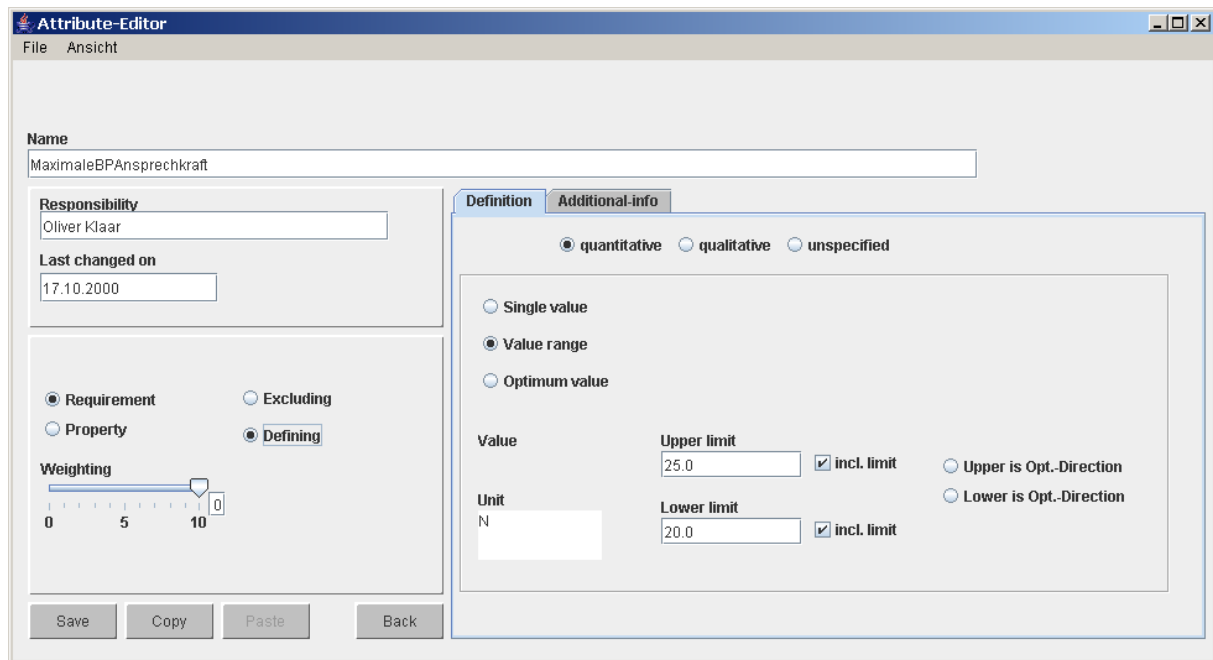 Attribute-Editor
File Ansicht
Name
MaximaleBPAnsprechkraft
Responsibility
Oliver Klaar
Last changed on
17.10.2000
Requirement Excluding
Property Defining
Weighting
0
0 5 10
Save Copy Paste Back
Definition Additional-info
quantitative qualitative unspecified
Single value
Value range
Optimum value
Value Upper limit
25.0 incl. limit Upper is Opt.-Direction
Lower is Opt.-Direction
Unit Lower limit
N 20.0 incl. limit